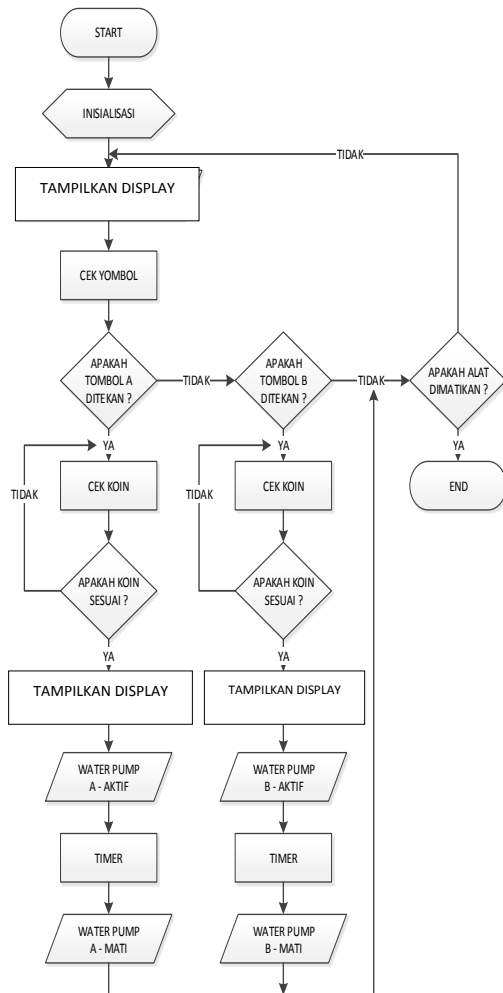 START
INISIALISASI
TIDAK
TAMPILKAN DISPLAY
CEK YOMBOL
APAKAH
TOMBOL A
DITEKAN ?
TIDAK
APAKAH
TOMBOL B
DITEKAN ?
TIDAK
APAKAH ALAT
DIMATIKAN ?
YA
YA
YA
CEK KOIN
TIDAK
CEK KOIN
TIDAK
END
APAKAH KOIN
SESUAI ?
APAKAH KOIN
SESUAI ?
YA
YA
TAMPILKAN DISPLAY
TAMPILKAN DISPLAY
WATER PUMP
A - AKTIF
WATER PUMP
B - AKTIF
TIMER
TIMER
WATER PUMP
A - MATI
WATER PUMP
B - MATI